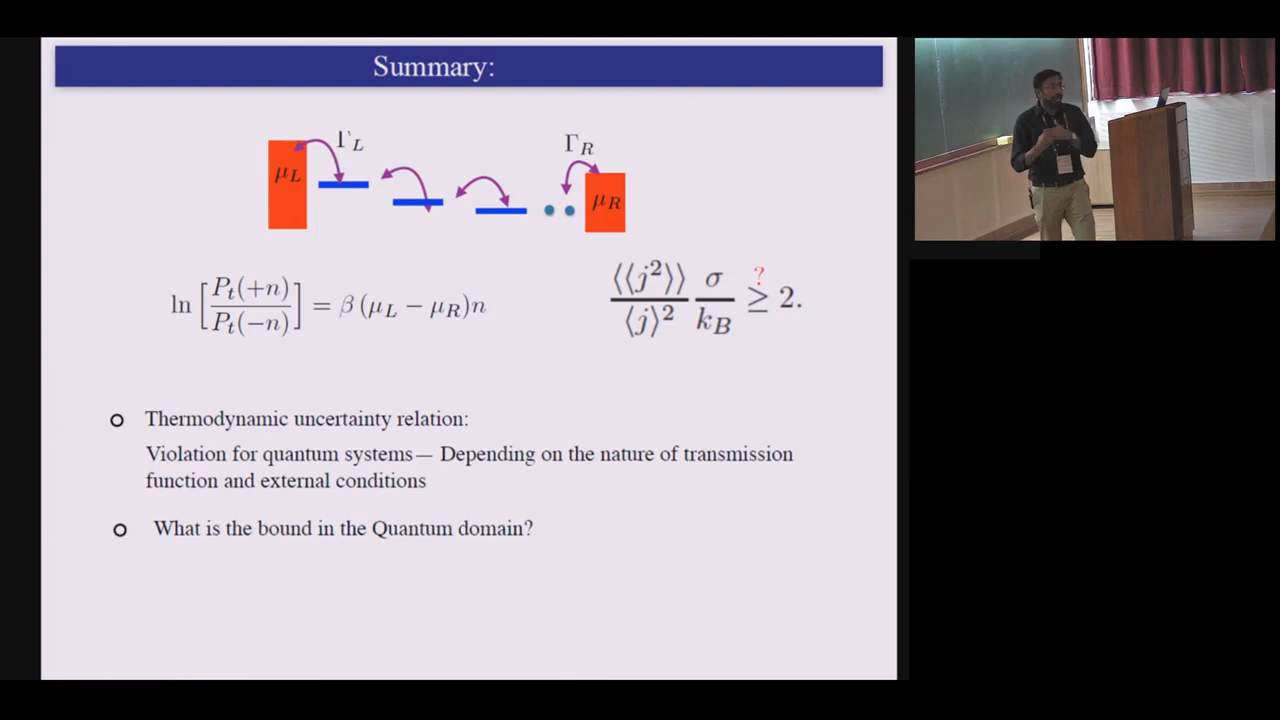 Summary:
Γ_L
Γ_R
μ_L
μ_R
ln [P_t(+n) / P_t(−n)] = β (μ_L − μ_R)n
⟨⟨j²⟩⟩ / ⟨j⟩² σ / k_B ≥? 2.
Thermodynamic uncertainty relation:
Violation for quantum systems— Depending on the nature of transmission
function and external conditions
What is the bound in the Quantum domain?